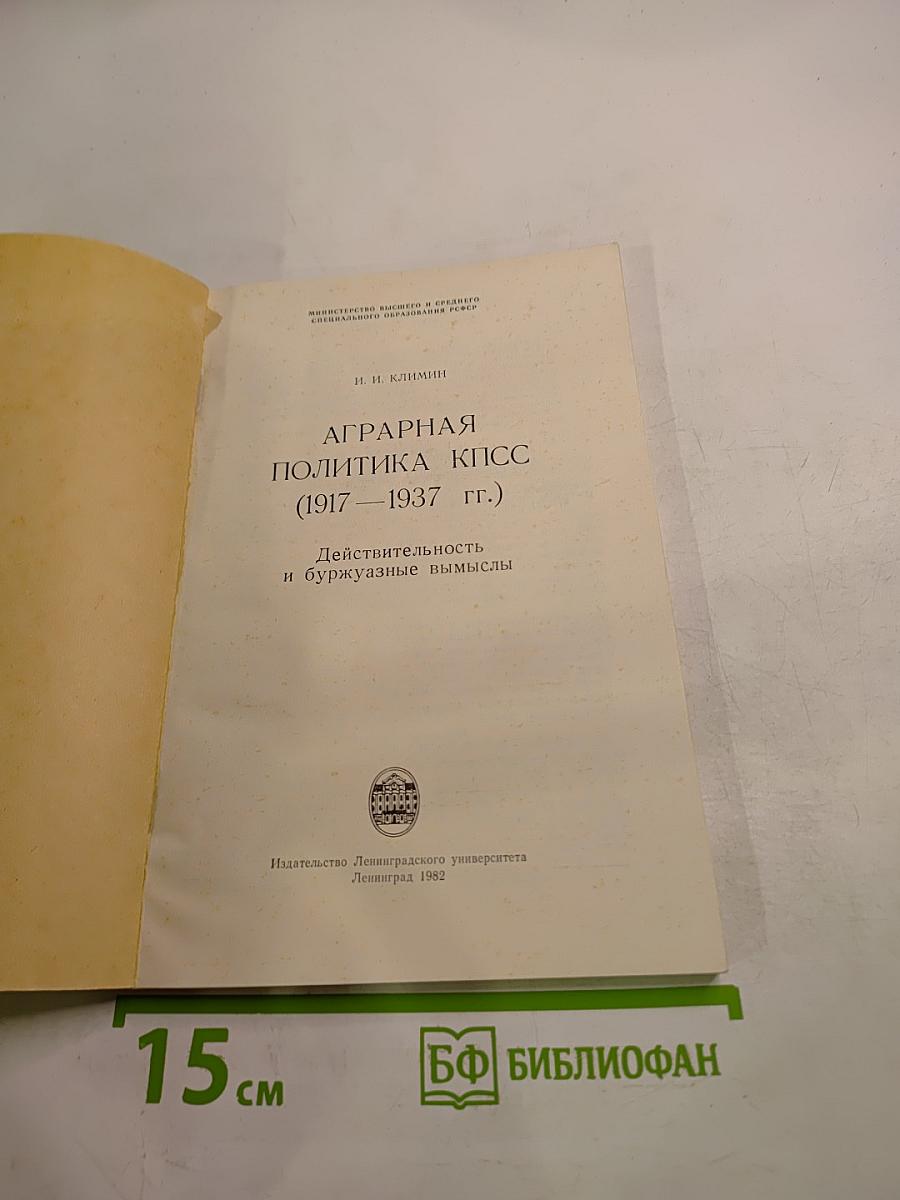 МИНИСТЕРСТВО ВЫСШЕГО И СРЕДНЕГО
СПЕЦИАЛЬНОГО ОБРАЗОВАНИЯ РСФСР
И. И. КЛИМИН
АГРАРНАЯ
ПОЛИТИКА КПСС
(1917—1937 гг.)
Действительность
и буржуазные вымыслы
Издательство Ленинградского университета
Ленинград 1982
15 см
БФ БИБЛИОФАН